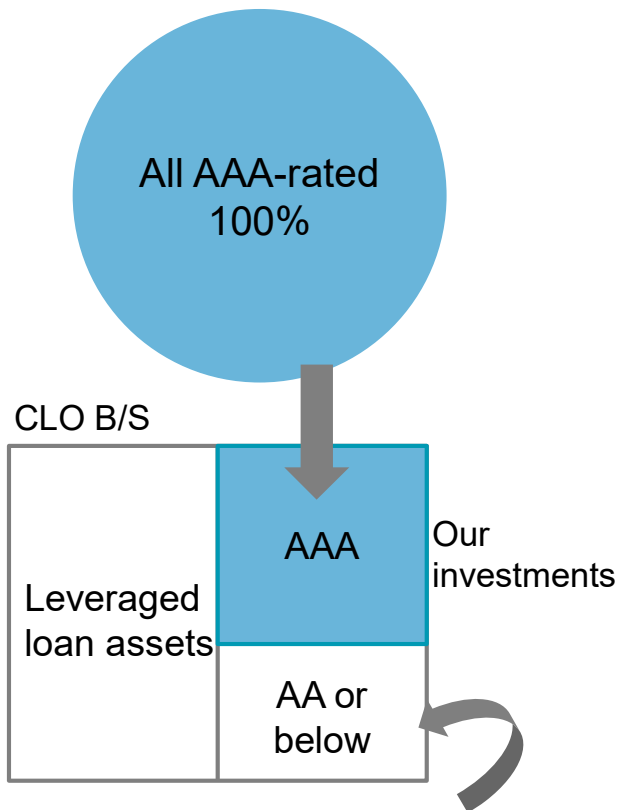 All AAA-rated
100%
CLO B/S
AAA
Our
investments
Leveraged
loan assets
AA or
below